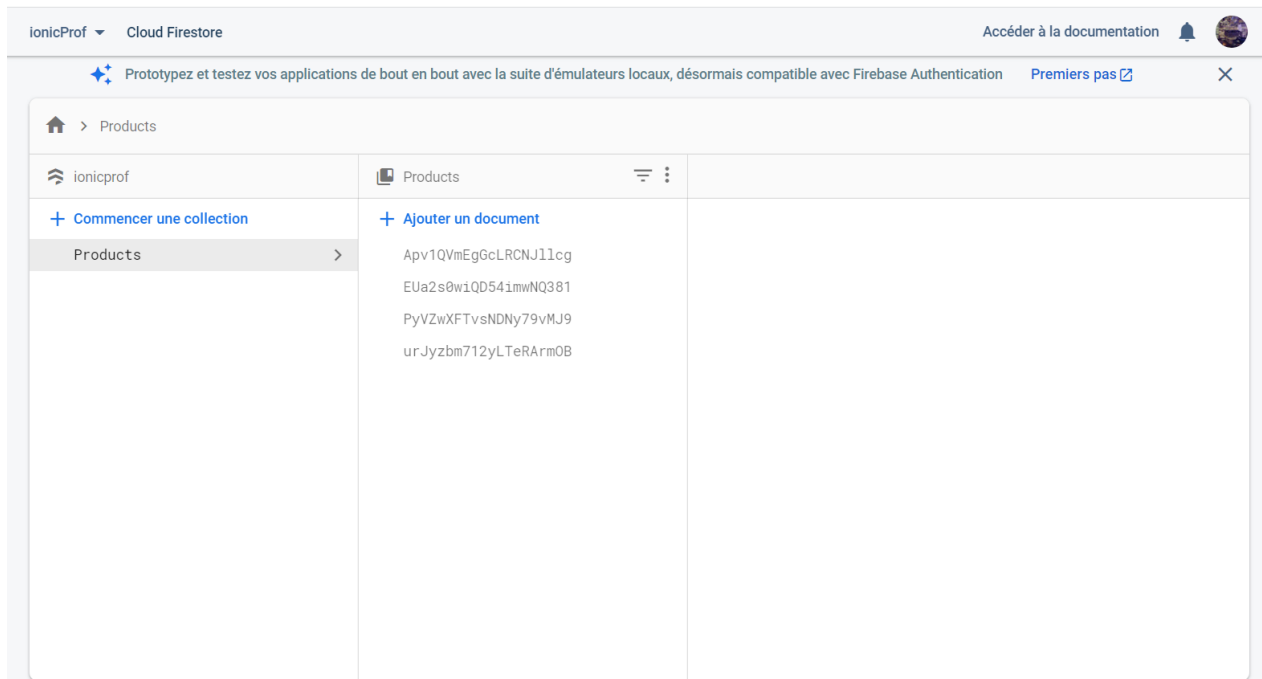 ionicProf Cloud Firestore Accéder à la documentation
Prototypez et testez vos applications de bout en bout avec la suite d'émulateurs locaux, désormais compatible avec Firebase Authentication Premiers pas
Products
ionicprof
Products
Commencer une collection
Ajouter un document
Products
Apv1QVmEgGcLRCNJllcg
EUa2s0wiQD54imwNQ381
PyVZwXFTvsNDNy79vMJ9
urJyzbm712yLTeRArmOB